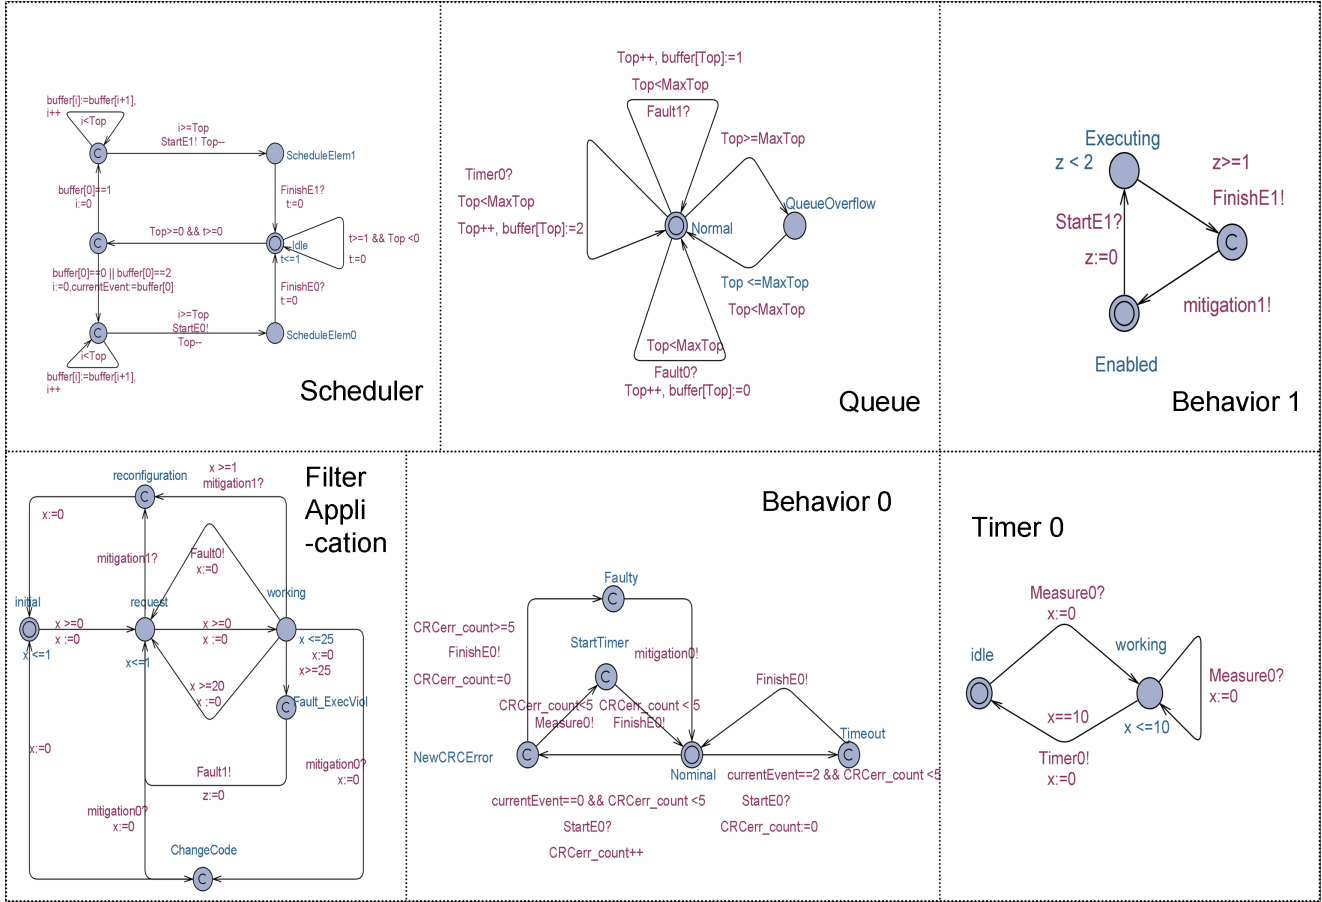 buffer[i]:=buffer[i+1],
i++
i<Top
C
i>=Top
StartE1! Top--
ScheduleElem1
buffer[0]==1
i:=0
FinishE1?
t:=0
Top>=0 && t>=0
C
Idle
t<=1
t>=1 && Top <0
t:=0
buffer[0]==0 || buffer[0]==2
i:=0,currentEvent:=buffer[0]
FinishE0?
t:=0
i>=Top
StartE0!
Top--
C
ScheduleElem0
i<Top
buffer[i]:=buffer[i+1],
i++
Scheduler
Top++, buffer[Top]:=1
Top<MaxTop
Fault1?
Top>=MaxTop
Timer0?
Top<MaxTop
Top++, buffer[Top]:=2
QueueOverflow
Normal
Top <=MaxTop
Top<MaxTop
Top<MaxTop
Fault0?
Top++, buffer[Top]:=0
Queue
Executing
z < 2
z>=1
FinishE1!
StartE1?
z:=0
C
mitigation1!
Enabled
Behavior 1
Filter
Appli
-cation
reconfiguration
x >=1
mitigation1?
C
x:=0
mitigation1?
Fault0!
x:=0
initial
request
working
x >=0
x :=0
x >=0
x :=0
x <=1
x<=1
x <=25
x:=0
x>=25
x >=20
x :=0
C
Fault_ExecViol
x:=0
Fault1!
z:=0
mitigation0?
x:=0
mitigation0?
x:=0
ChangeCode
C
Behavior 0
Faulty
C
CRCerr_count>=5
FinishE0!
CRCerr_count:=0
StartTimer
C
mitigation0!
FinishE0!
CRCerr_count<5
Measure0!
CRCerr_count < 5
FinishE0!
NewCRCError
C
Nominal
Timeout
C
currentEvent==2 && CRCerr_count <5
StartE0?
CRCerr_count:=0
currentEvent==0 && CRCerr_count <5
StartE0?
CRCerr_count++
Timer 0
Measure0?
x:=0
idle
working
Measure0?
x:=0
x==10
x <=10
Timer0!
x:=0